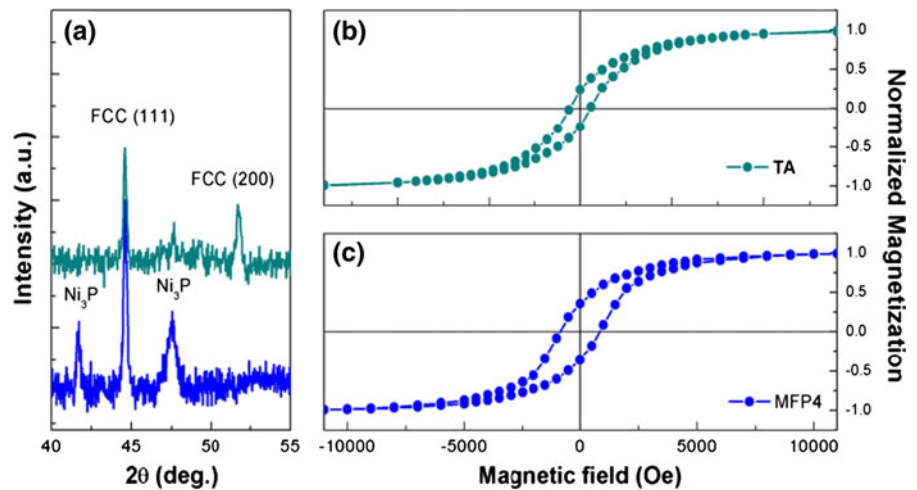 (a)
FCC (111)
FCC (200)
Ni₃P
Ni₃P
Intensity (a.u.)
40
45
50
55
2θ (deg.)
(b)
1.0
0.5
0.0
-0.5
-1.0
TA
(c)
1.0
0.5
0.0
-0.5
-1.0
MFP4
-10000
-5000
0
5000
10000
Magnetic field (Oe)
Normalized Magnetization